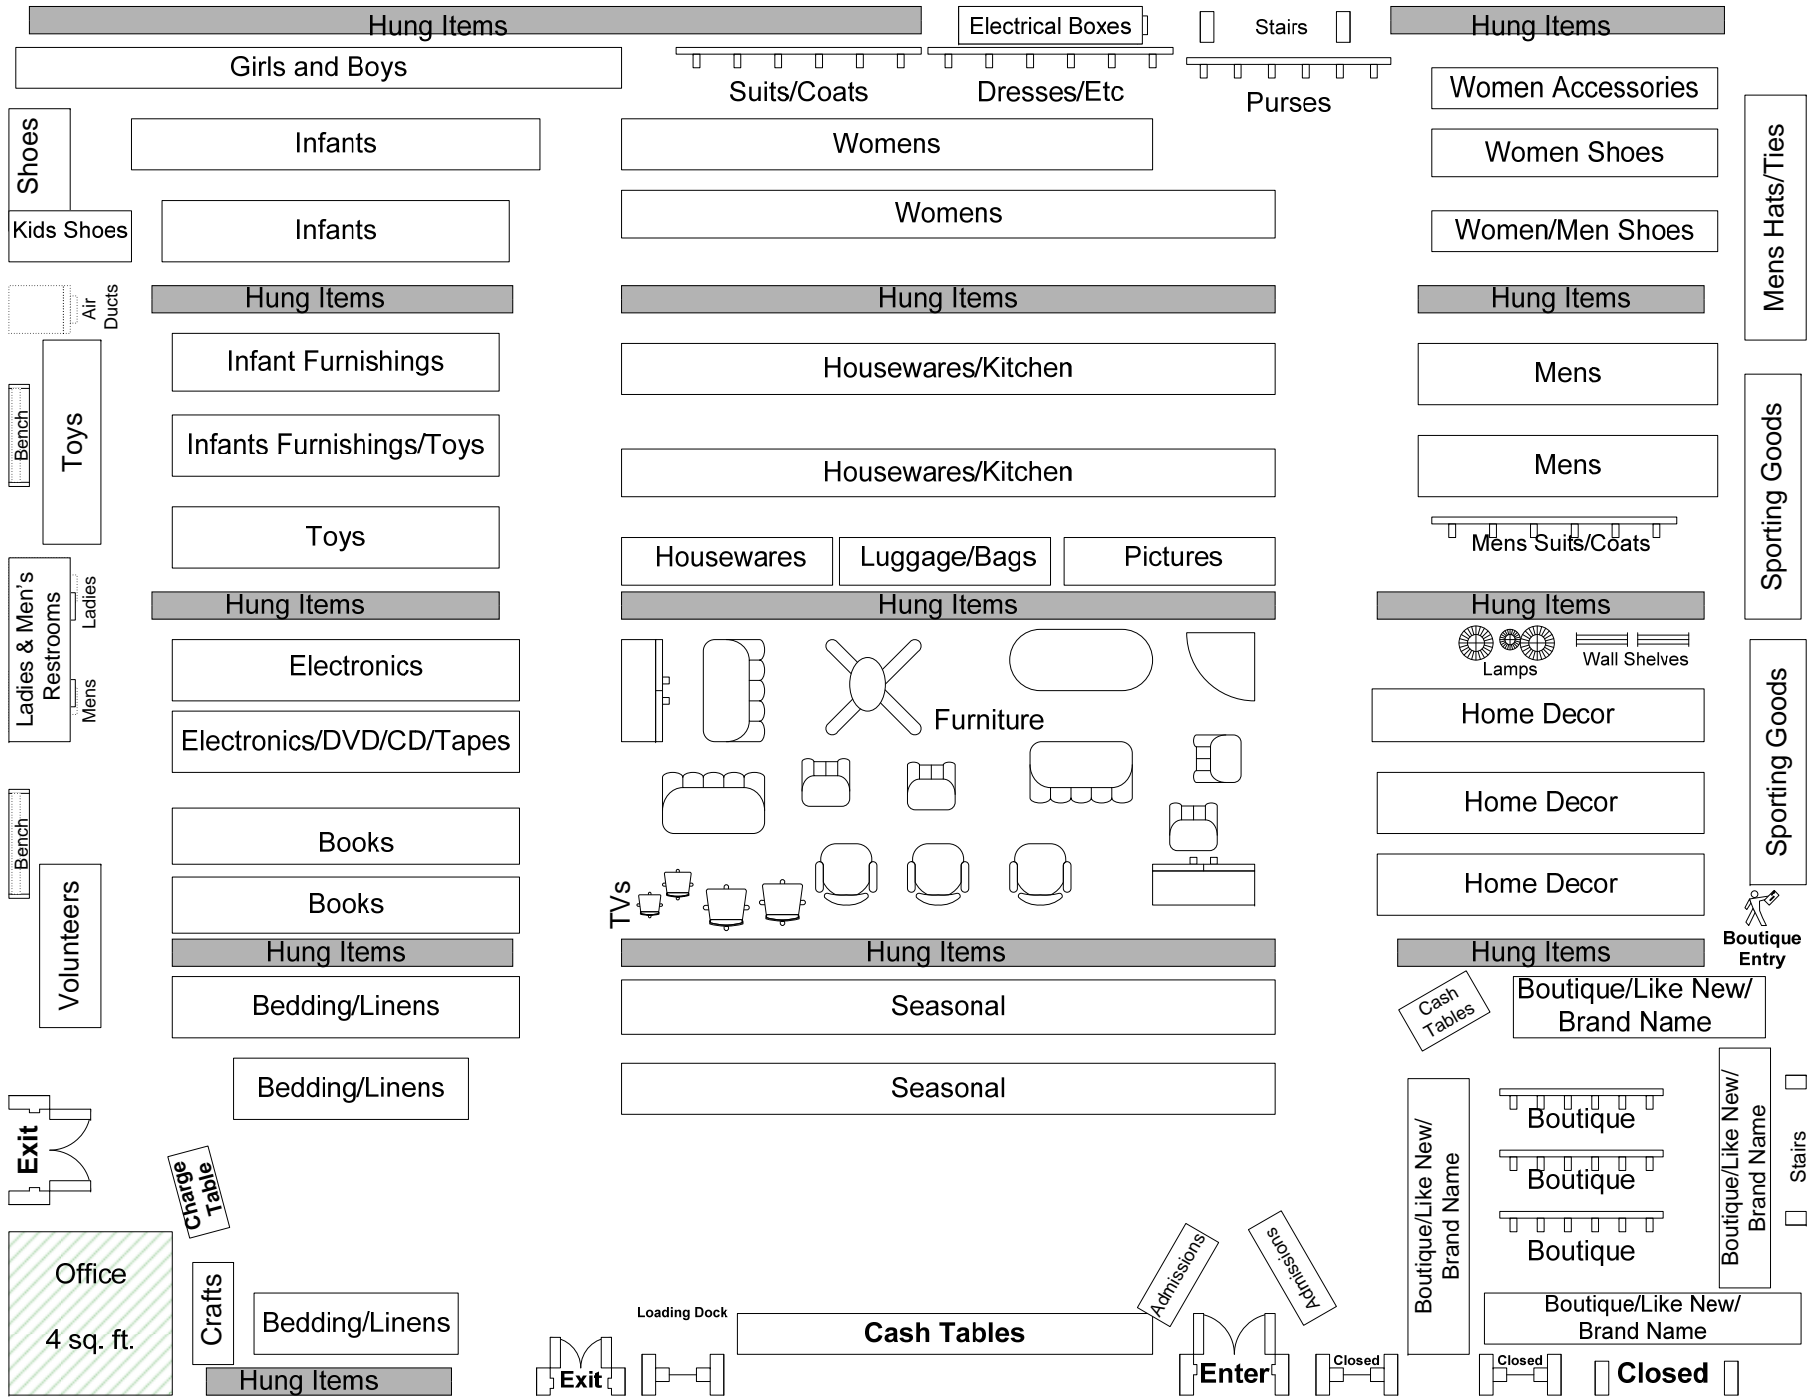 Hung Items
Electrical Boxes
Stairs
Hung Items
Girls and Boys
Suits/Coats
Dresses/Etc
Purses
Women Accessories
Shoes
Infants
Womens
Women Shoes
Mens Hats/Ties
Kids Shoes
Infants
Womens
Women/Men Shoes
Air
Ducts
Hung Items
Hung Items
Hung Items
Infant Furnishings
Housewares/Kitchen
Mens
Bench
Toys
Infants Furnishings/Toys
Housewares/Kitchen
Mens
Sporting Goods
Toys
Housewares
Luggage/Bags
Pictures
Mens Suits/Coats
Ladies & Men's
Restrooms
Ladies
Mens
Hung Items
Hung Items
Hung Items
Electronics
Lamps
Wall Shelves
Furniture
Home Decor
Sporting Goods
Electronics/DVD/CD/Tapes
Home Decor
Bench
Books
Home Decor
Volunteers
Books
TVs
Boutique
Entry
Hung Items
Hung Items
Hung Items
Bedding/Linens
Seasonal
Cash
Tables
Boutique/Like New/
Brand Name
Bedding/Linens
Seasonal
Boutique
Boutique
Boutique
Boutique/Like New/
Brand Name
Boutique/Like New/
Brand Name
Stairs
Exit
Charge
Table
Office
4 sq. ft.
Crafts
Bedding/Linens
Hung Items
Loading Dock
Cash Tables
Admissions
Admissions
Boutique/Like New/
Brand Name
Exit
Enter
Closed
Closed
Closed